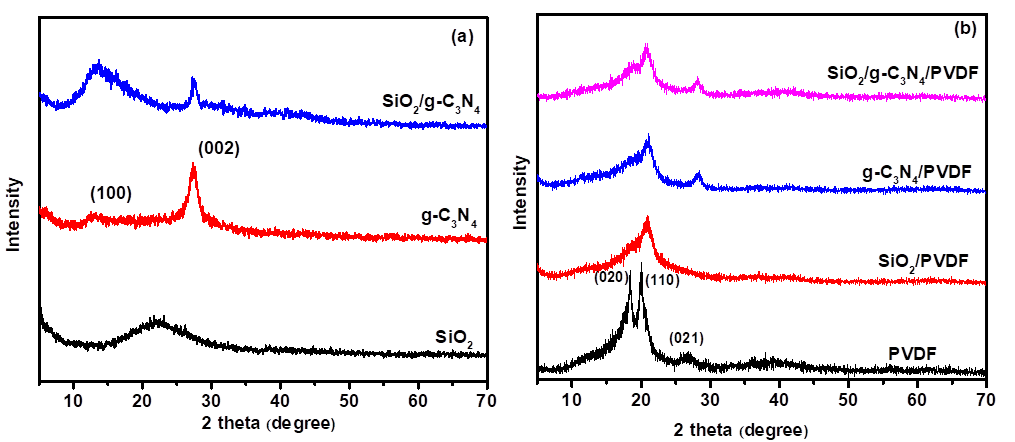 (a)
SiO₂/g-C₃N₄
(002)
(100)
g-C₃N₄
SiO₂
Intensity
10 20 30 40 50 60 70
2 theta (degree)
(b)
SiO₂/g-C₃N₄/PVDF
g-C₃N₄/PVDF
SiO₂/PVDF
(020) (110)
(021)
PVDF
Intensity
10 20 30 40 50 60 70
2 theta (degree)